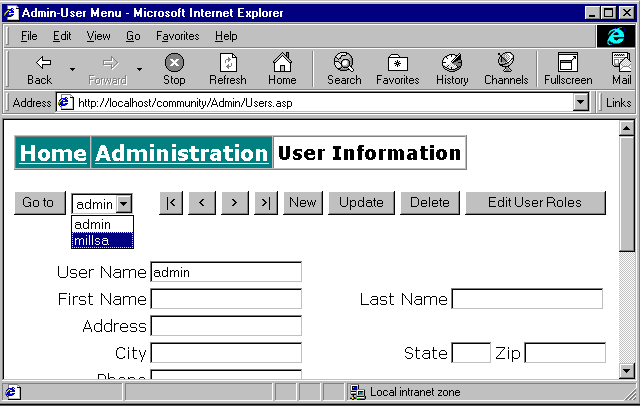 Admin-User Menu - Microsoft Internet Explorer
File Edit View Go Favorites Help
Back Forward Stop Refresh Home Search Favorites History Channels Fullscreen Mail
Address http://localhost/community/Admin/Users.asp Links
Home Administration User Information
Go to admin |< < > >| New Update Delete Edit User Roles
admin
millsa
User Name admin
First Name Last Name
Address
City State Zip
Phone
Local intranet zone